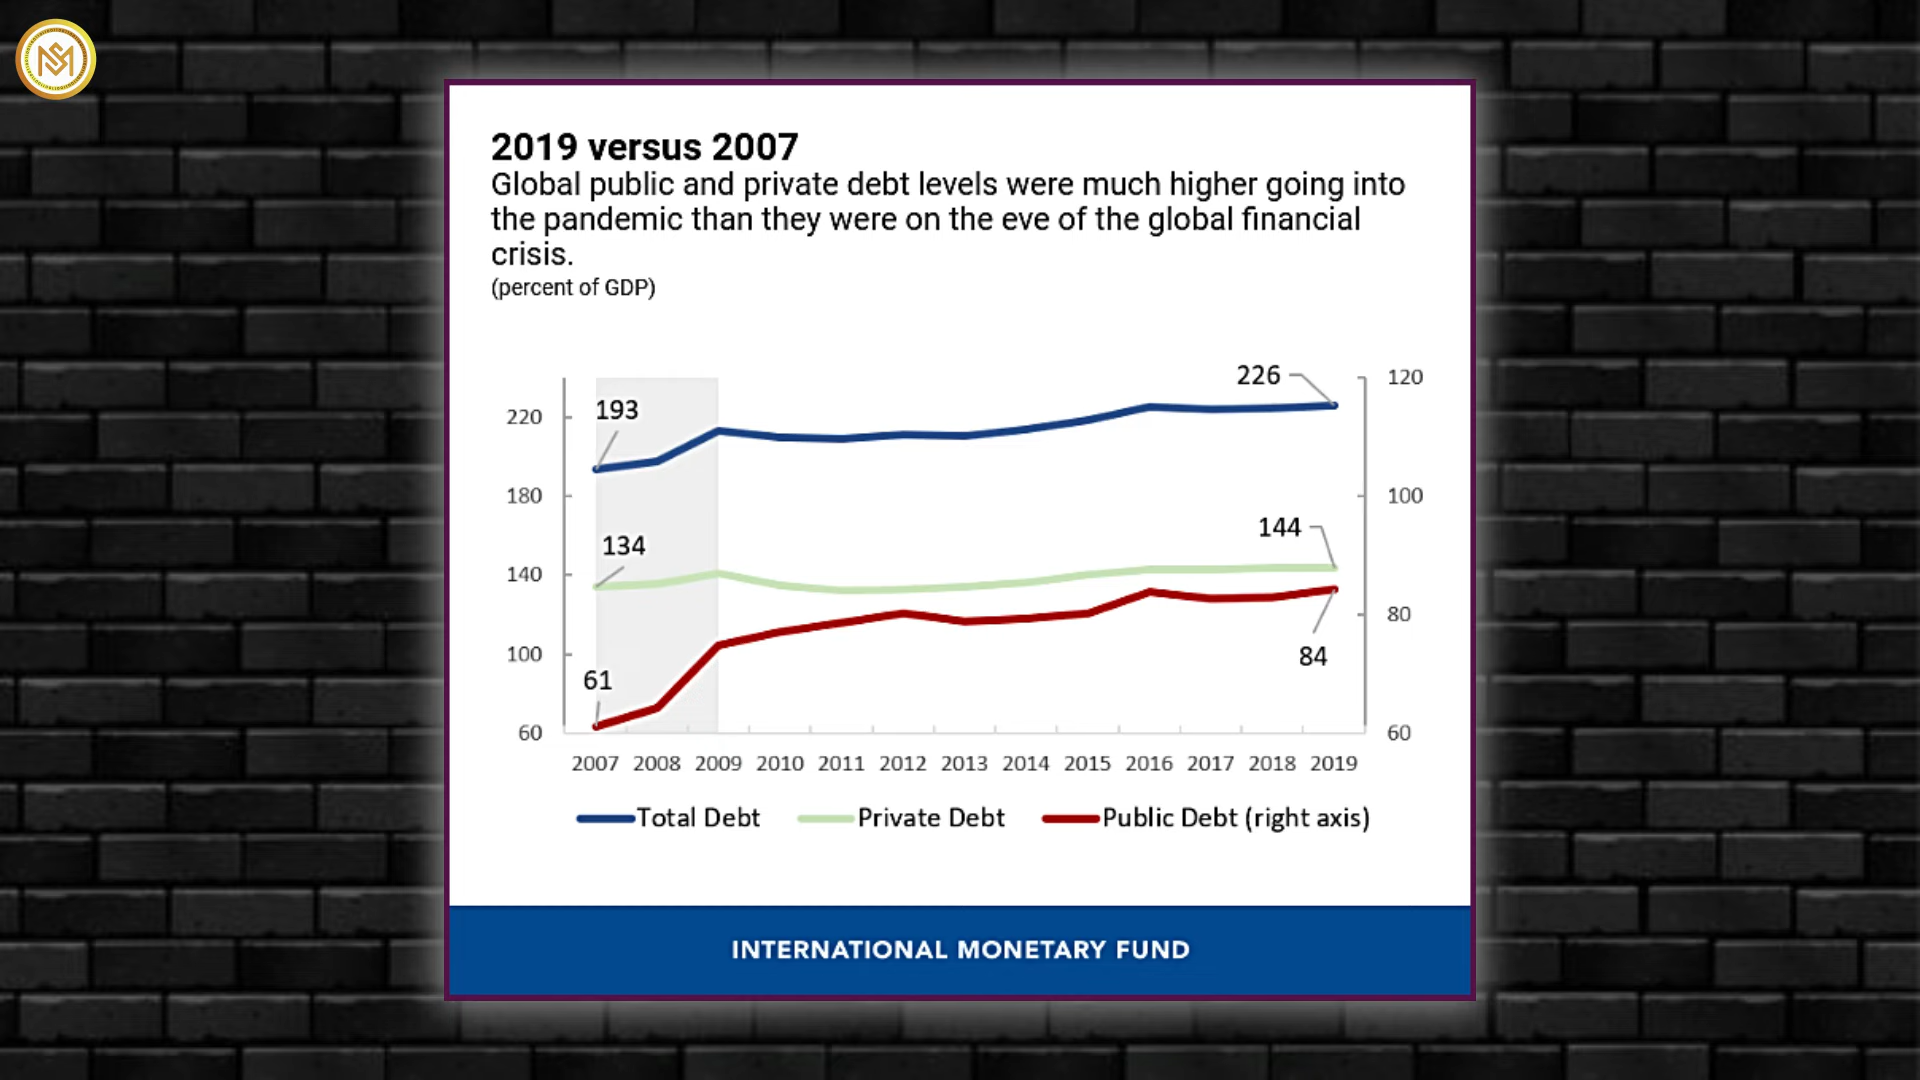 2019 versus 2007
Global public and private debt levels were much higher going into
the pandemic than they were on the eve of the global financial
crisis.
(percent of GDP)
226
120
193
220
180
100
144
134
140
80
84
100
61
60
60
2007 2008 2009 2010 2011 2012 2013 2014 2015 2016 2017 2018 2019
Total Debt Private Debt Public Debt (right axis)
INTERNATIONAL MONETARY FUND